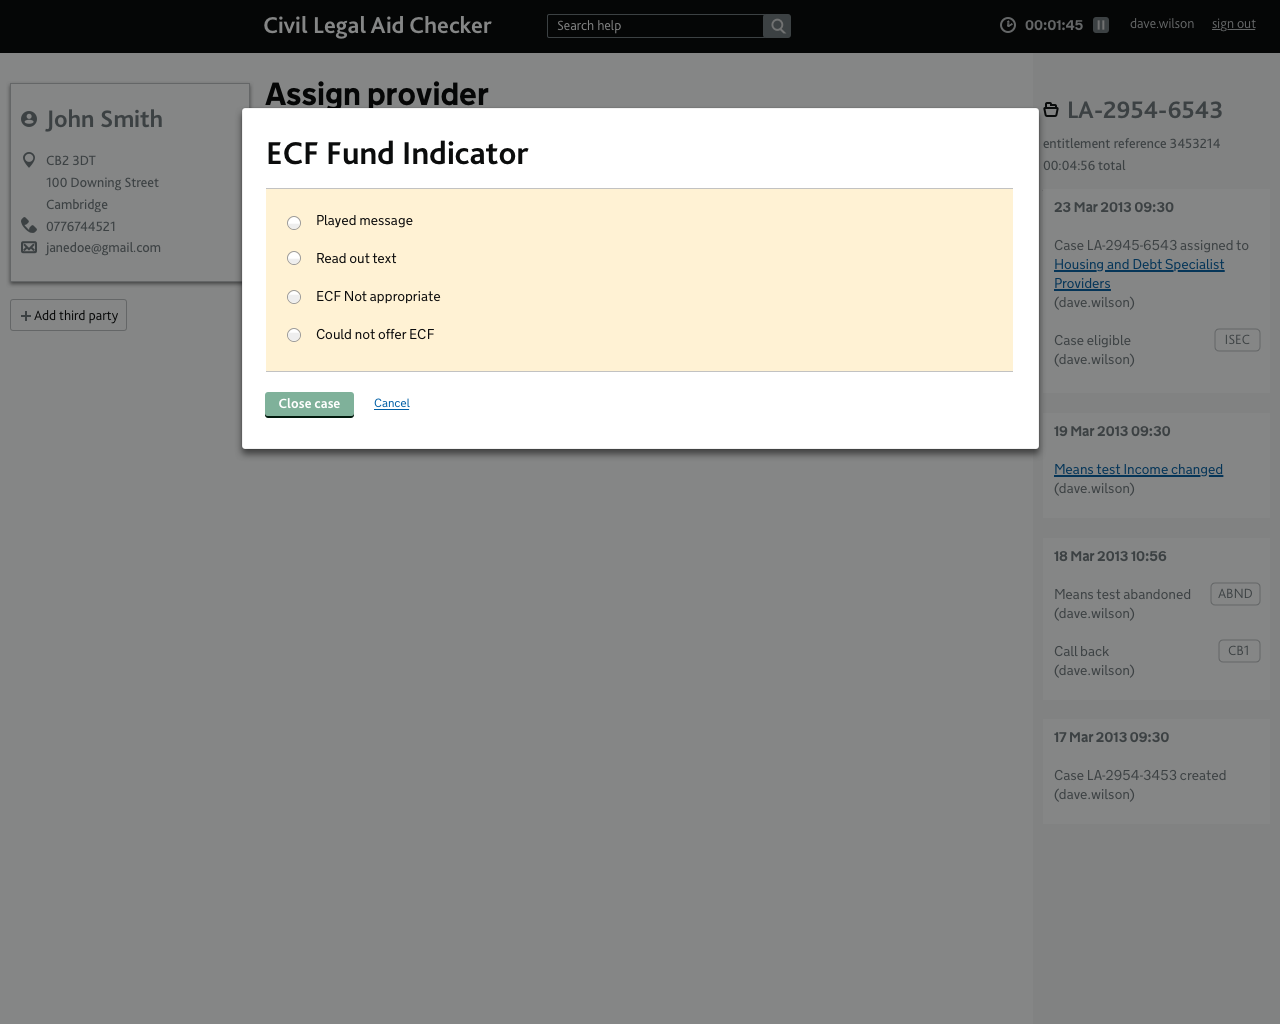 Civil Legal Aid Checker
Search help
00:01:45
dave.wilson
sign out
John Smith
CB2 3DT
100 Downing Street
Cambridge
0776744521
janedoe@gmail.com
Add third party
Assign provider
ECF Fund Indicator
Played message
Read out text
ECF Not appropriate
Could not offer ECF
Close case
Cancel
LA-2954-6543
entitlement reference 3453214
00:04:56 total
23 Mar 2013 09:30
Case LA-2945-6543 assigned to
Housing and Debt Specialist
Providers
(dave.wilson)
Case eligible
ISEC
(dave.wilson)
19 Mar 2013 09:30
Means test Income changed
(dave.wilson)
18 Mar 2013 10:56
Means test abandoned
ABND
(dave.wilson)
Call back
CB1
(dave.wilson)
17 Mar 2013 09:30
Case LA-2954-3453 created
(dave.wilson)